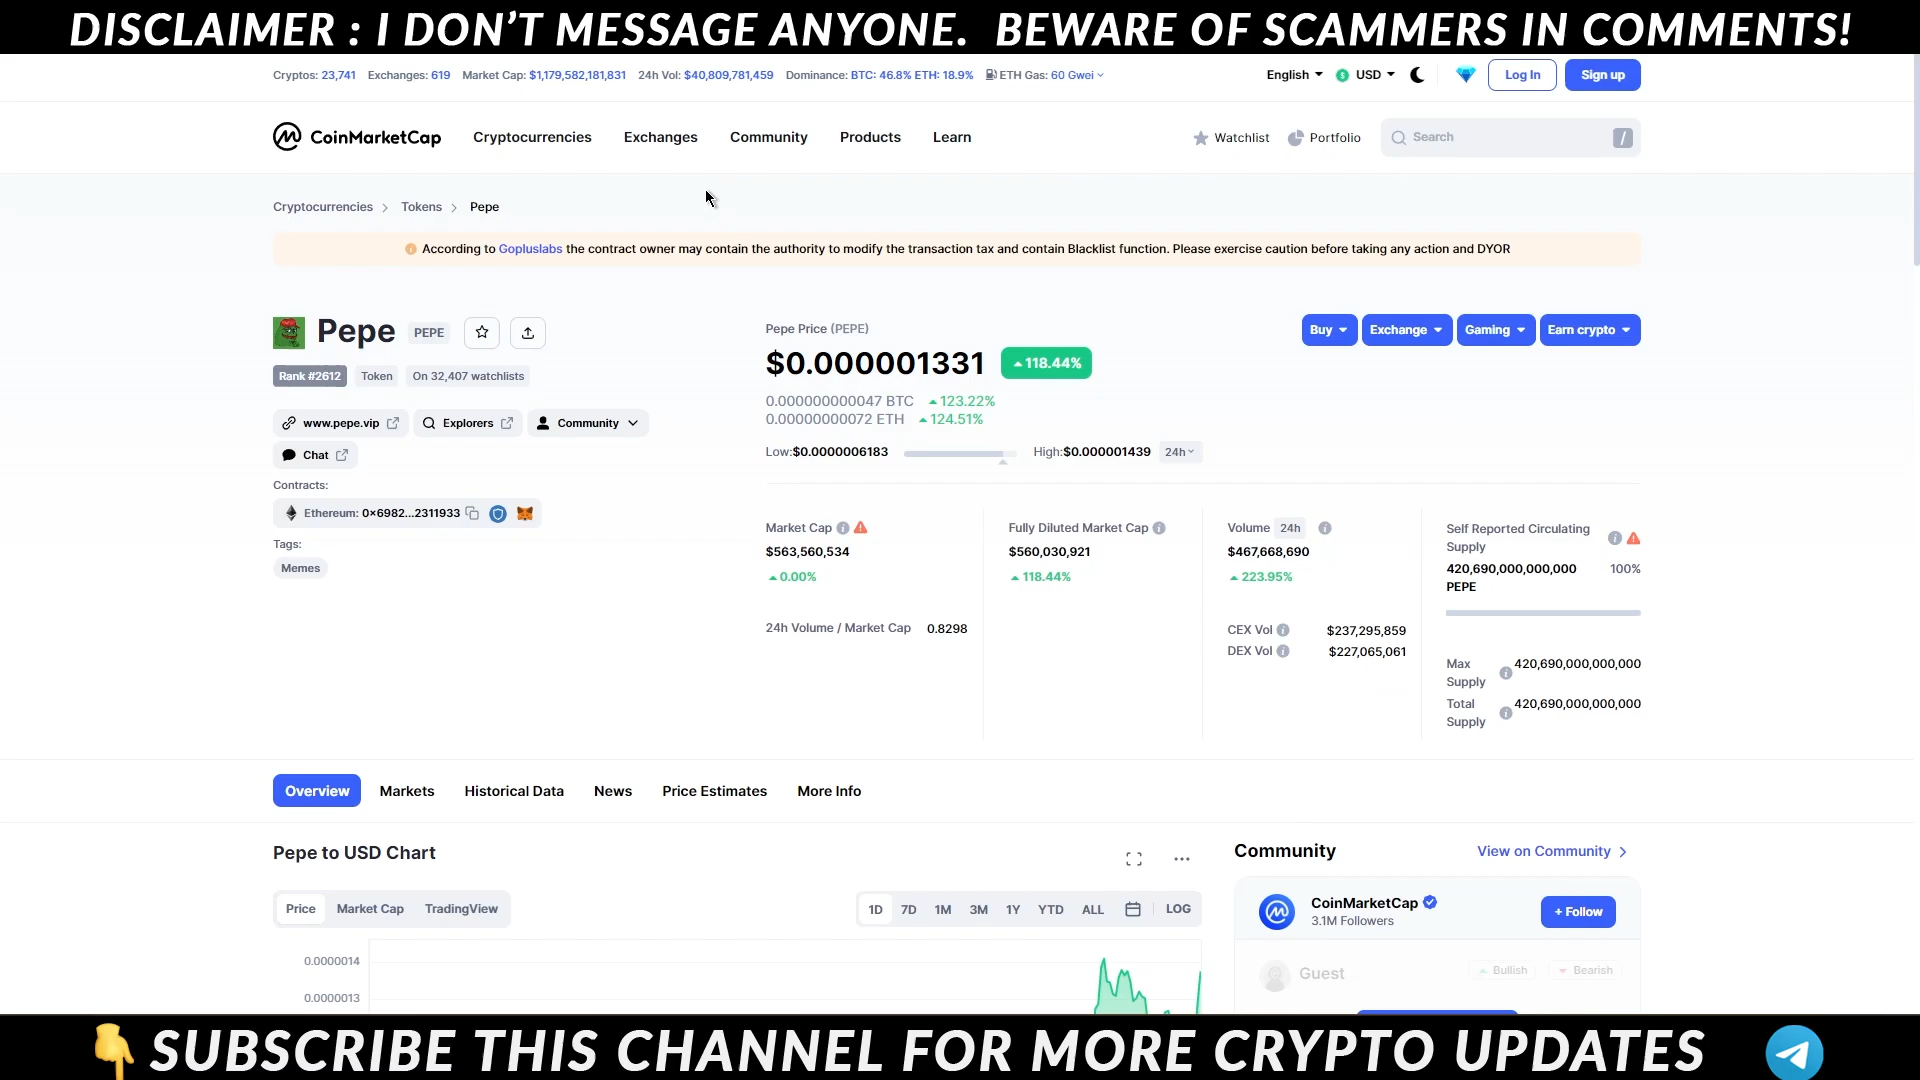 DISCLAIMER : I DON'T MESSAGE ANYONE. BEWARE OF SCAMMERS IN COMMENTS!
Cryptos: 23,741 Exchanges: 619 Market Cap: $1,179,582,181,831 24h Vol: $40,809,781,459 Dominance: BTC: 46.8% ETH: 18.9% ETH Gas: 60 Gwei
English USD Log In Sign up
CoinMarketCap Cryptocurrencies Exchanges Community Products Learn Watchlist Portfolio Search /
Cryptocurrencies > Tokens > Pepe
According to Gopluslabs the contract owner may contain the authority to modify the transaction tax and contain Blacklist function. Please exercise caution before taking any action and DYOR
Pepe PEPE
Rank #2612 Token On 32,407 watchlists
www.pepe.vip Explorers Community
Chat
Contracts:
Ethereum: 0x6982...2311933
Tags:
Memes
Pepe Price (PEPE)
$0.000001331 118.44%
0.000000000047 BTC 123.22%
0.00000000072 ETH 124.51%
Low:$0.0000006183 High:$0.000001439 24h
Buy Exchange Gaming Earn crypto
Market Cap
$563,560,534
0.00%
24h Volume / Market Cap 0.8298
Fully Diluted Market Cap
$560,030,921
118.44%
Volume 24h
$467,668,690
223.95%
CEX Vol $237,295,859
DEX Vol $227,065,061
Self Reported Circulating
Supply
420,690,000,000,000 100%
PEPE
Max
Supply
420,690,000,000,000
Total
Supply
420,690,000,000,000
Overview Markets Historical Data News Price Estimates More Info
Pepe to USD Chart
Price Market Cap TradingView
1D 7D 1M 3M 1Y YTD ALL LOG
0.0000014
0.0000013
Community View on Community >
CoinMarketCap
3.1M Followers
+ Follow
Guest Bullish Bearish
SUBSCRIBE THIS CHANNEL FOR MORE CRYPTO UPDATES